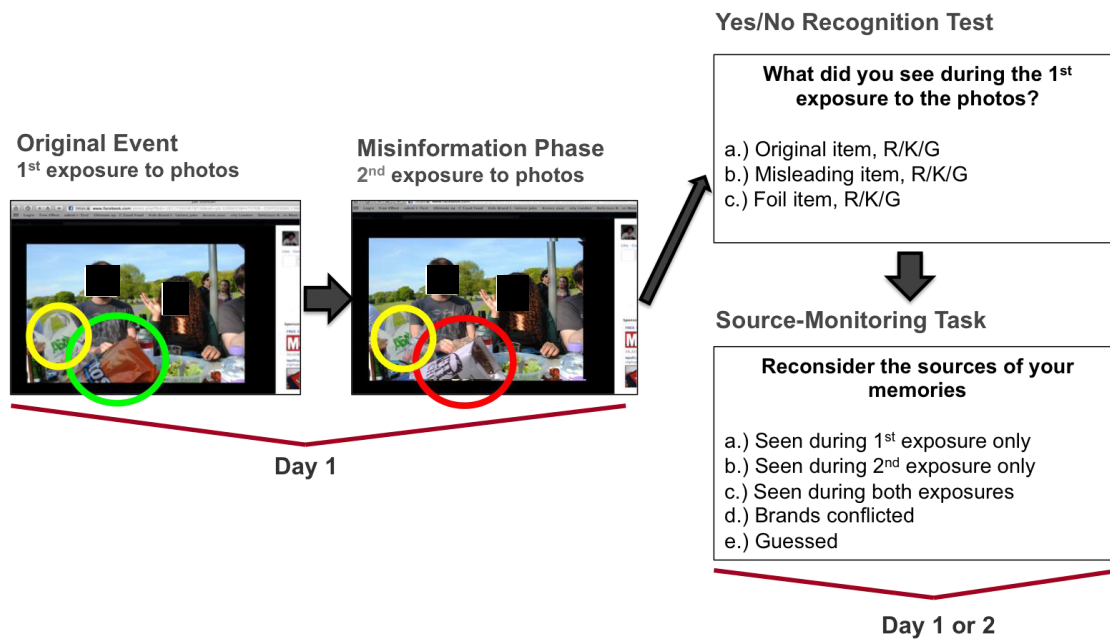 Original Event
1st exposure to photos
Misinformation Phase
2nd exposure to photos
Day 1
Yes/No Recognition Test
What did you see during the 1st
exposure to the photos?
a.) Original item, R/K/G
b.) Misleading item, R/K/G
c.) Foil item, R/K/G
Source-Monitoring Task
Reconsider the sources of your
memories
a.) Seen during 1st exposure only
b.) Seen during 2nd exposure only
c.) Seen during both exposures
d.) Brands conflicted
e.) Guessed
Day 1 or 2